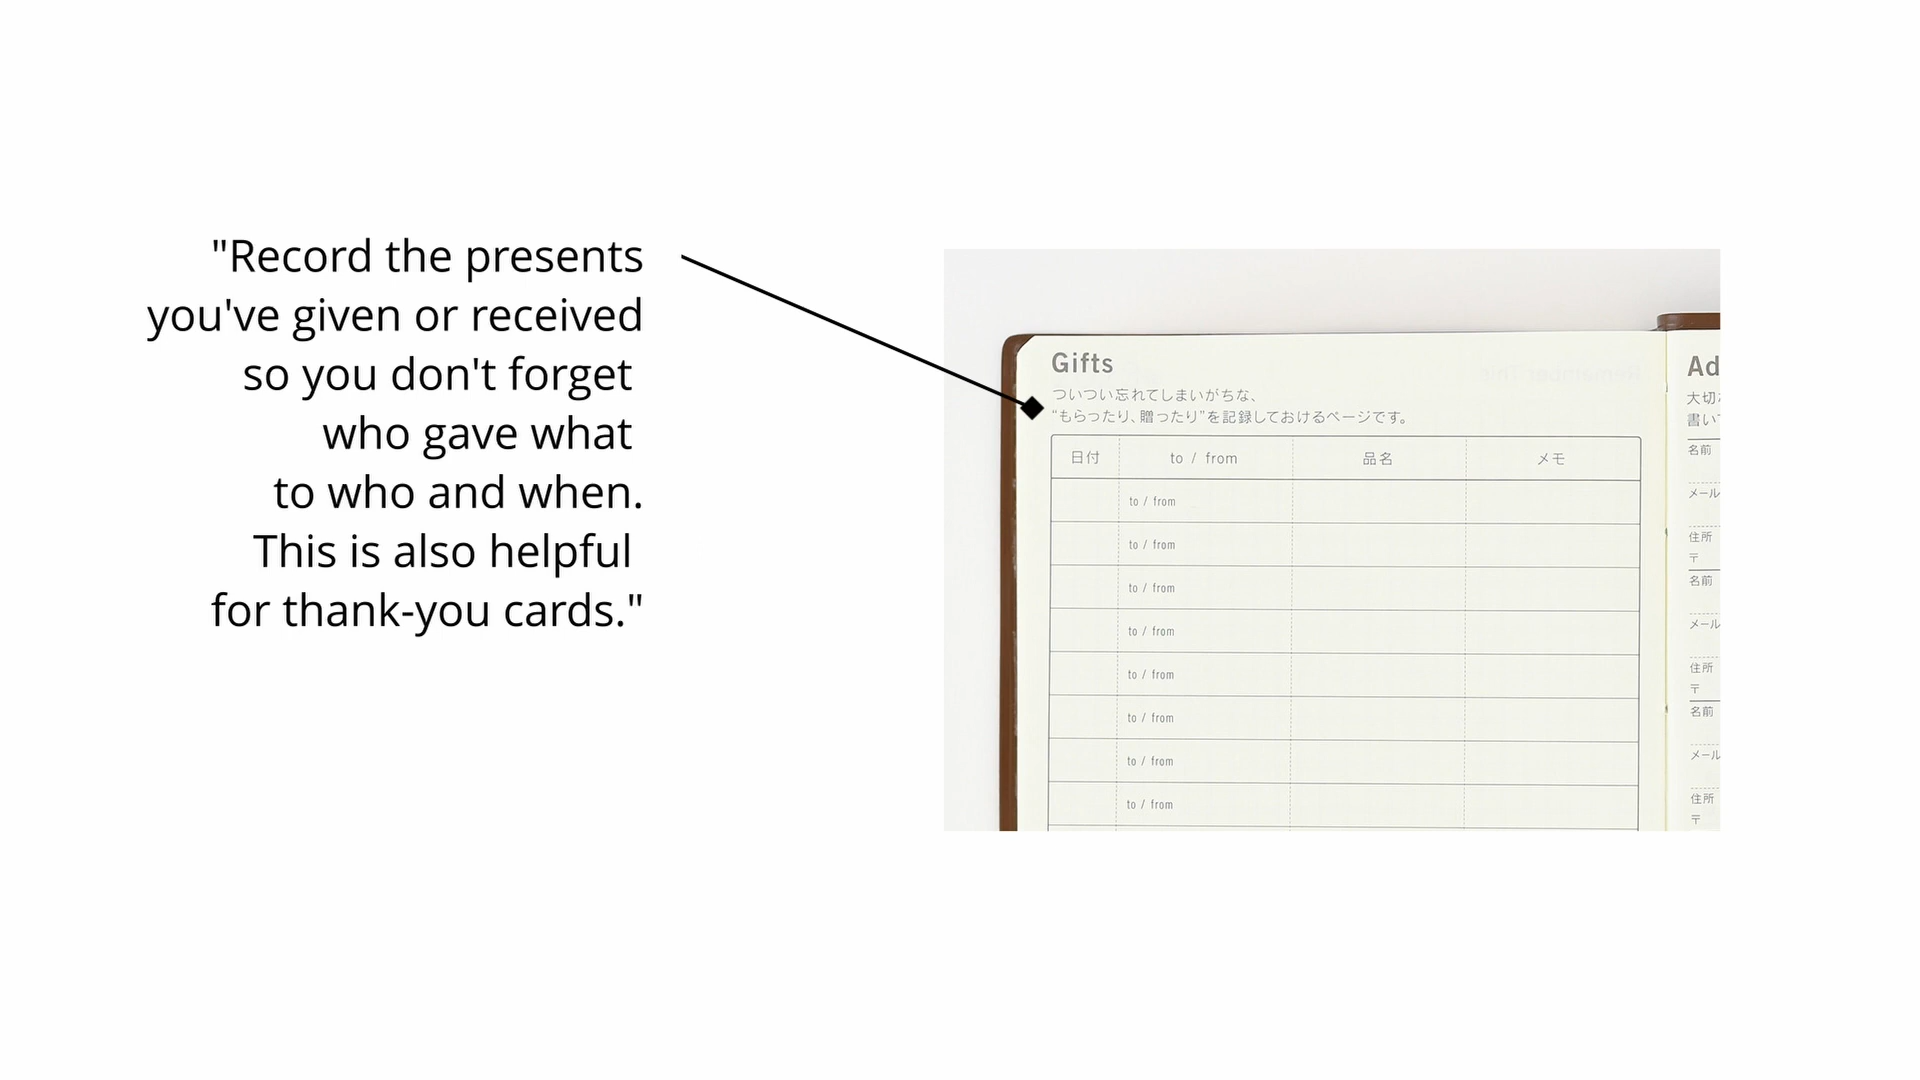 "Record the presents
you've given or received
so you don't forget
who gave what
to who and when.
This is also helpful
for thank-you cards."
Gifts
ついつい忘れてしまいがちな、
"もらったり、贈ったり"を記録しておけるページです。
日付 to / from 品名 メモ
to / from
to / from
to / from
to / from
to / from
to / from
to / from
to / from
Ad
大切
書い
名前
メール
住所
〒
名前
メール
住所
〒
名前
メール
住所
〒